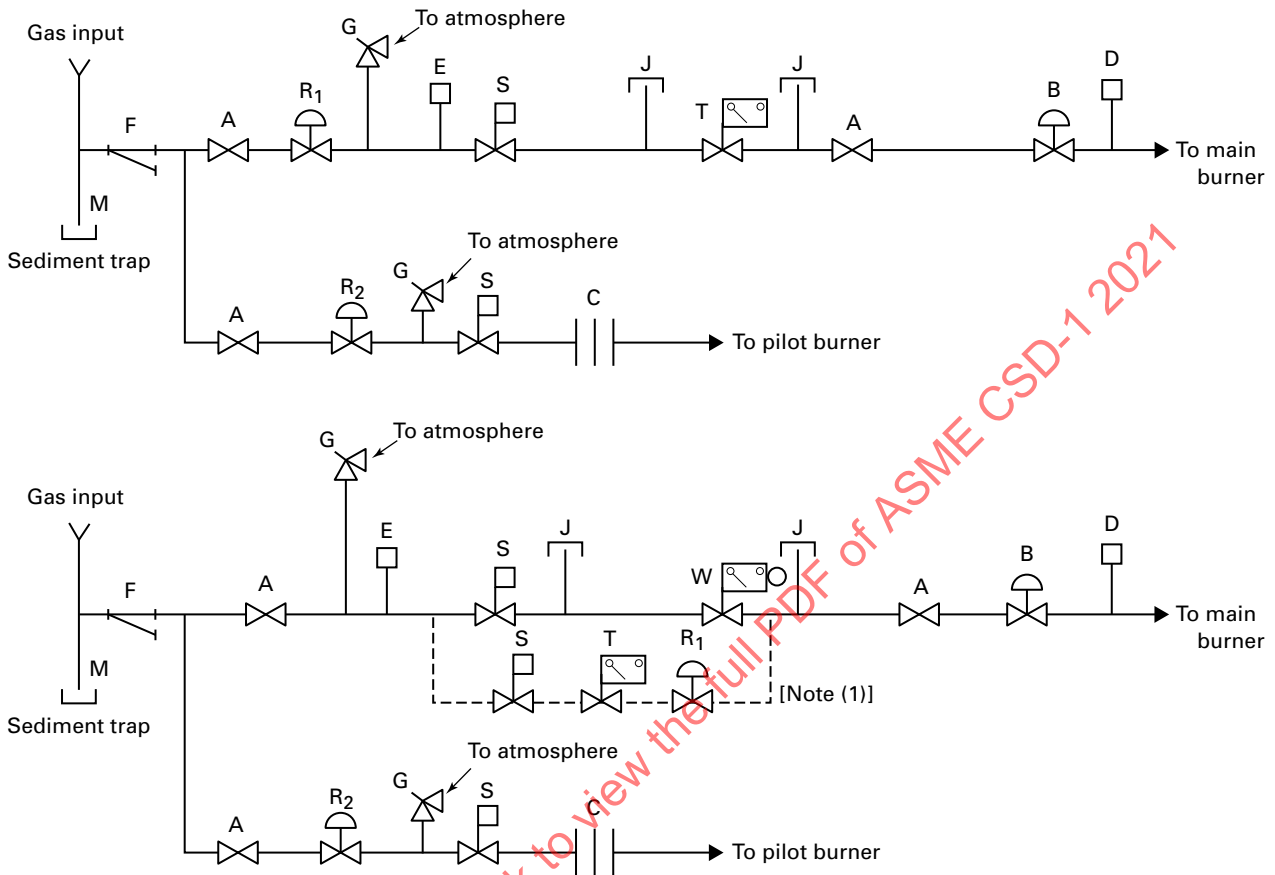 Gas input
G
To atmosphere
F
A
R1
E
S
J
T
J
A
B
D
To main
burner
M
Sediment trap
A
R2
G
To atmosphere
S
C
To pilot burner
Gas input
G
To atmosphere
F
A
E
S
J
W
J
A
B
D
To main
burner
S
T
R1
[Note (1)]
M
Sediment trap
A
R2
G
To atmosphere
S
C
To pilot burner
k to view the full PDF of ASME CSD-1 2021